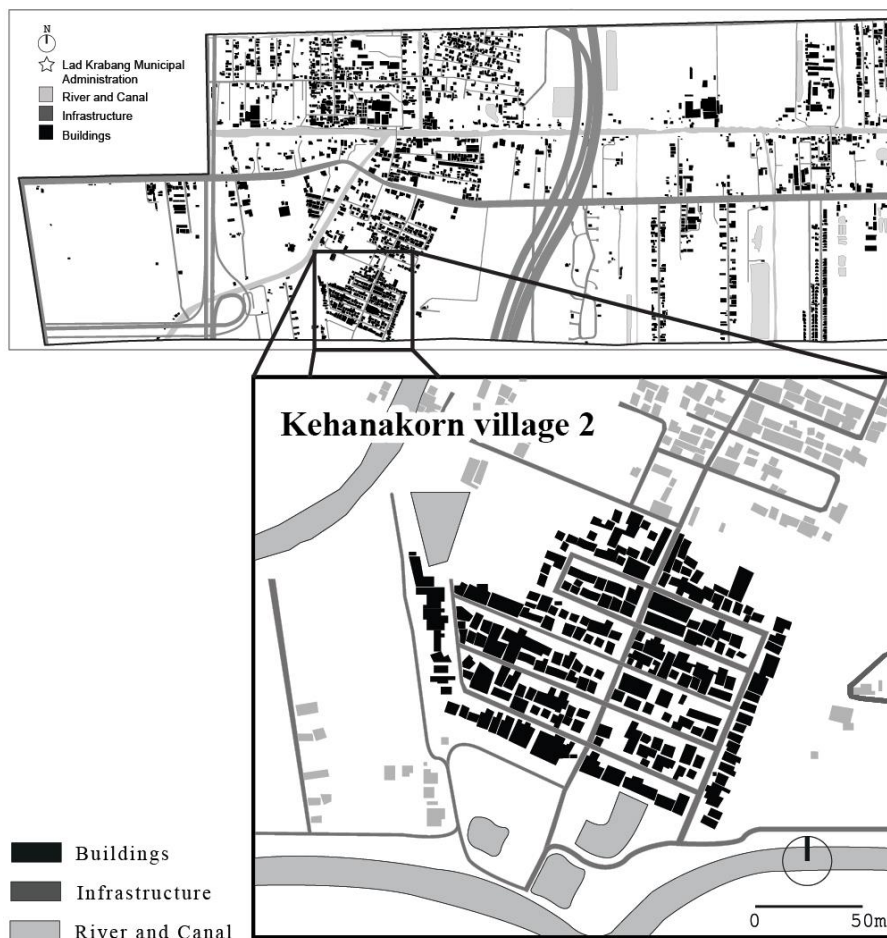 N
Lad Krabang Municipal
Administration
River and Canal
Infrastructure
Buildings
Kehanakorn village 2
Buildings
Infrastructure
River and Canal
0 50m